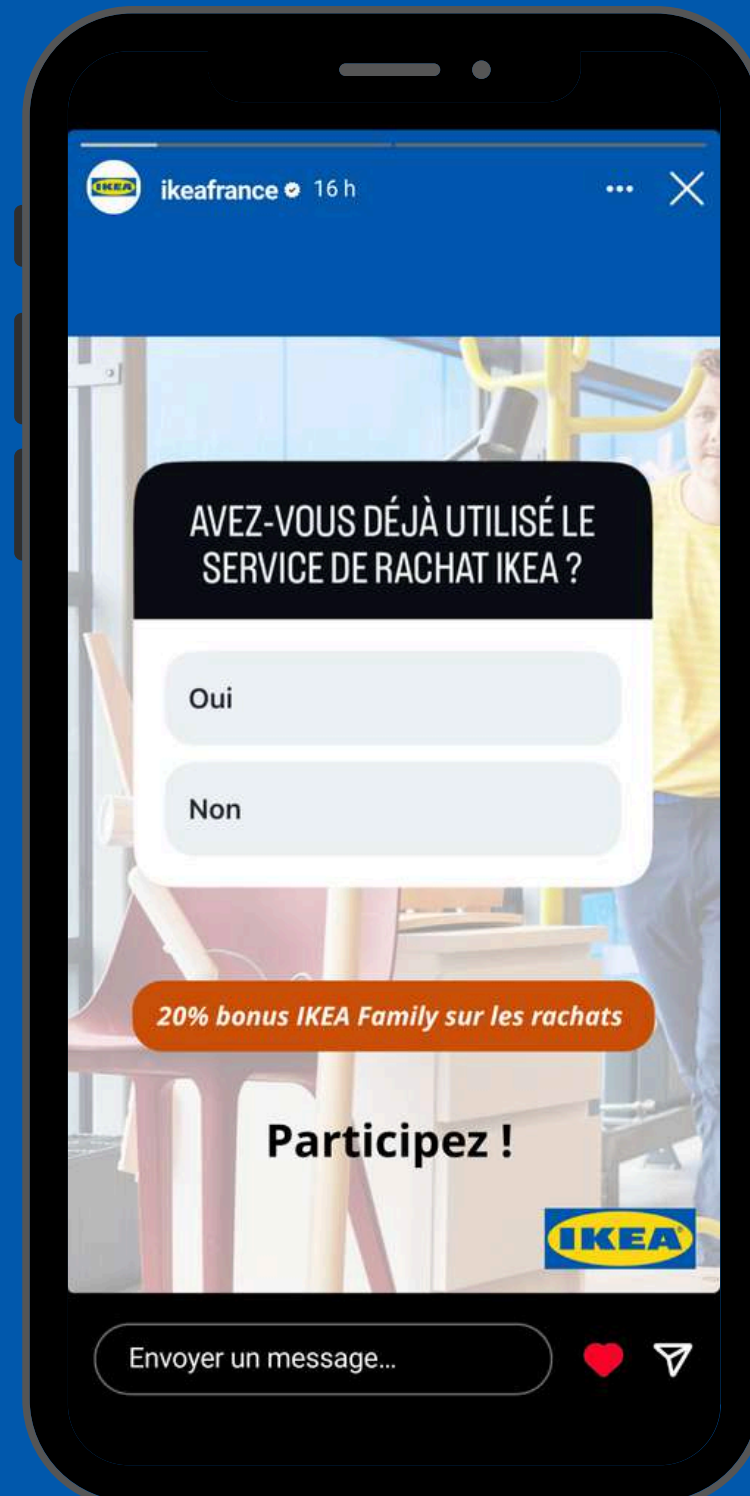 IKEA
ikeafrance 16 h
AVEZ-VOUS DÉJÀ UTILISÉ LE
SERVICE DE RACHAT IKEA ?
Oui
Non
20% bonus IKEA Family sur les rachats
Participez !
IKEA
Envoyer un message...